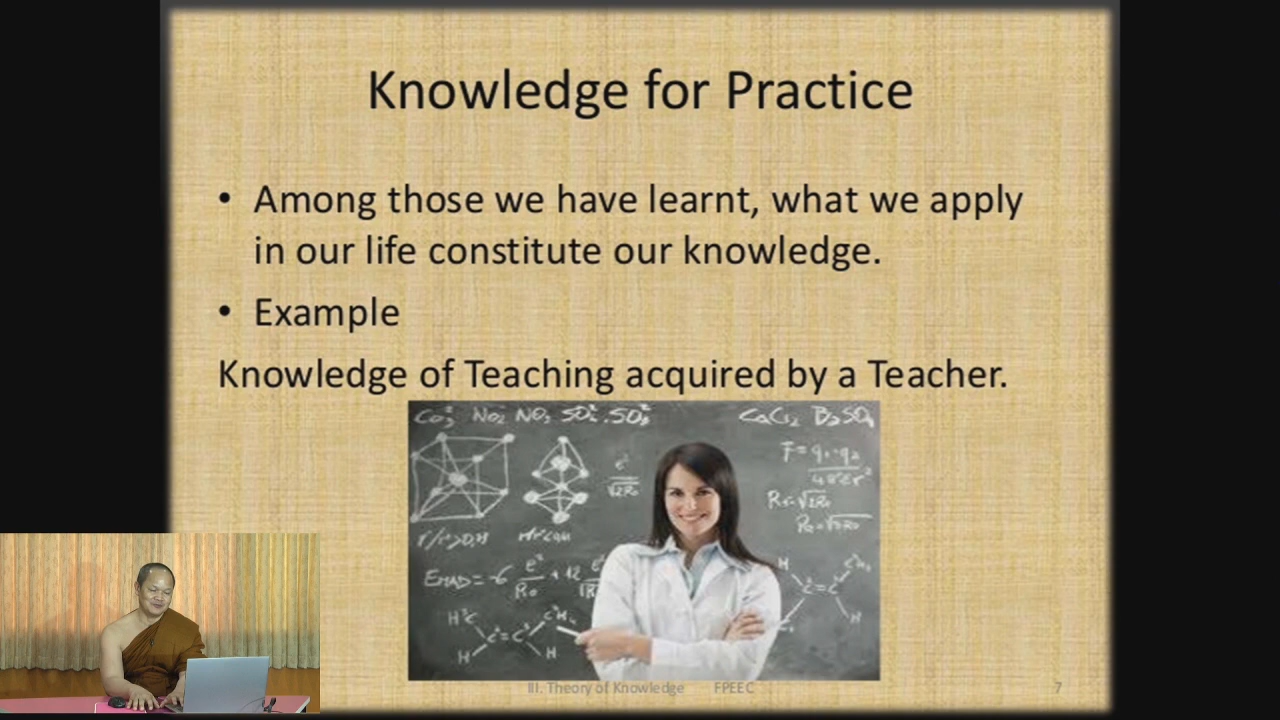 Knowledge for Practice
• Among those we have learnt, what we apply
in our life constitute our knowledge.
• Example
Knowledge of Teaching acquired by a Teacher.
III. Theory of Knowledge FPEEC 7